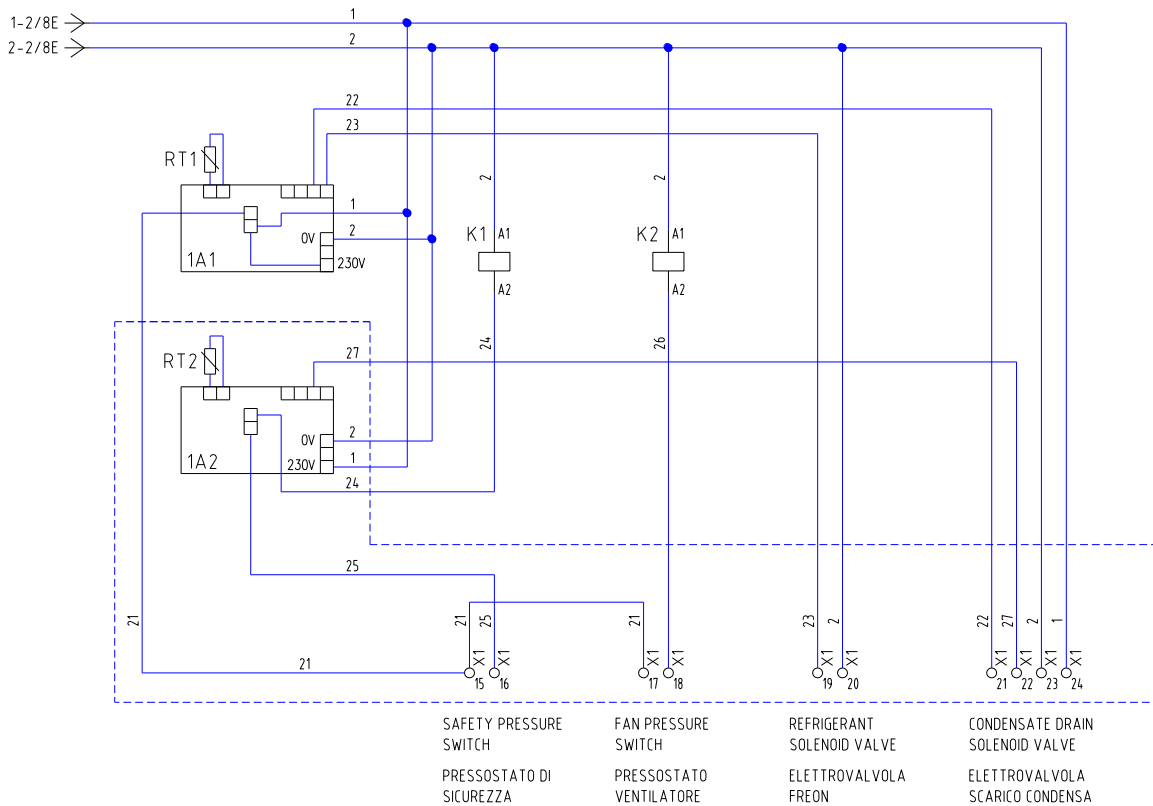 1-2/8E
1
2-2/8E
2
22
23
RT1
2
2
1
K1
A1
K2
A1
0V
2
1A1
230V
A2
A2
RT2
27
24
26
0V
2
1A2
230V
1
24
25
21
21
25
21
23
2
22
27
2
1
21
X1
X1
X1
X1
X1
X1
X1
X1
X1
X1
15
16
17
18
19
20
21
22
23
24
SAFETY PRESSURE
SWITCH
PRESSOSTATO DI
SICUREZZA
FAN PRESSURE
SWITCH
PRESSOSTATO
VENTILATORE
REFRIGERANT
SOLENOID VALVE
ELETTROVALVOLA
FREON
CONDENSATE DRAIN
SOLENOID VALVE
ELETTROVALVOLA
SCARICO CONDENSA